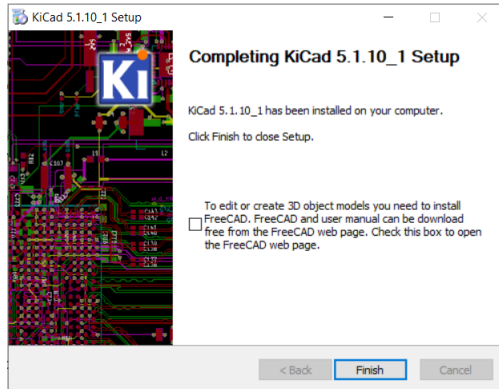 KiCad 5.1.10_1 Setup
Ki
Completing KiCad 5.1.10_1 Setup
KiCad 5.1.10_1 has been installed on your computer.
Click Finish to close Setup.
To edit or create 3D object models you need to install
FreeCAD. FreeCAD and user manual can be download
free from the FreeCAD web page. Check this box to open
the FreeCAD web page.
< Back
Finish
Cancel